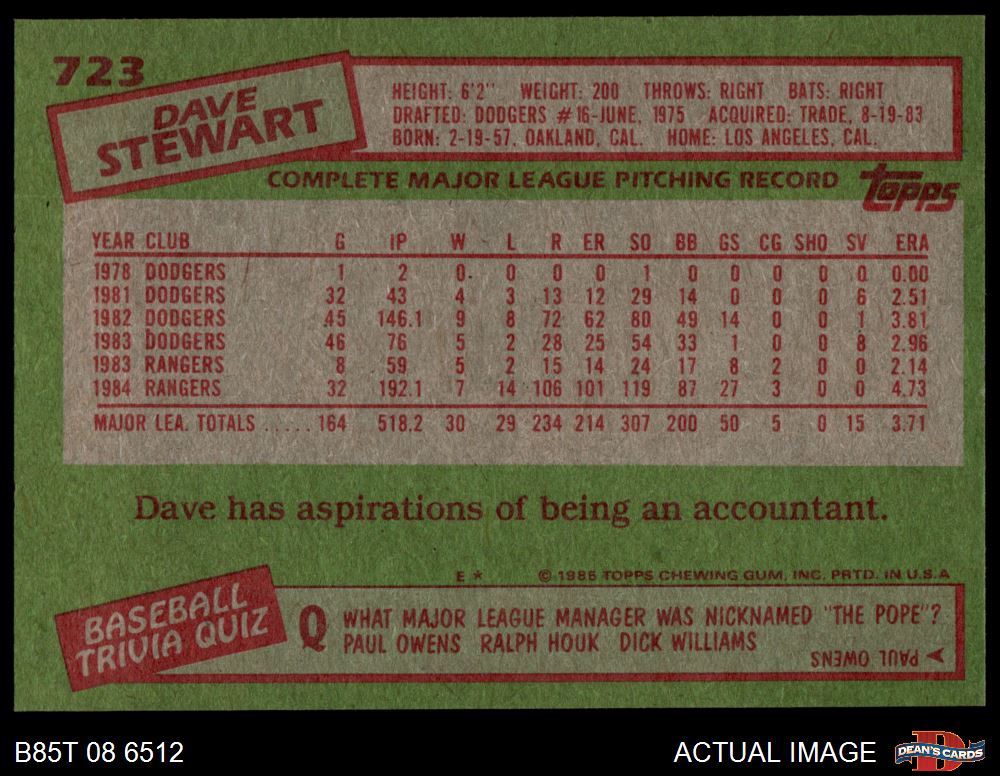 723
DAVE
STEWART
HEIGHT: 6'2" WEIGHT: 200 THROWS: RIGHT BATS: RIGHT
DRAFTED: DODGERS #16-JUNE, 1975 ACQUIRED: TRADE, 8-19-83
BORN: 2-19-57, OAKLAND, CAL. HOME: LOS ANGELES, CAL.
COMPLETE MAJOR LEAGUE PITCHING RECORD
topps
YEAR CLUB G IP W L R ER SO BB GS CG SHO SV ERA
1978 DODGERS 1 2 0 0 0 0 1 0 0 0 0 0 0.00
1981 DODGERS 32 43 4 3 13 12 29 14 0 0 0 6 2.51
1982 DODGERS 45 146.1 9 8 72 62 80 49 14 0 0 1 3.81
1983 DODGERS 46 76 5 2 28 25 54 33 1 0 0 8 2.96
1983 RANGERS 8 59 5 2 15 14 24 17 8 2 0 0 2.14
1984 RANGERS 32 192.1 7 14 106 101 119 87 27 3 0 0 4.73
MAJOR LEA. TOTALS ..... 164 518.2 30 29 234 214 307 200 50 5 0 15 3.71
Dave has aspirations of being an accountant.
E * © 1985 TOPPS CHEWING GUM, INC. PRTD. IN U.S.A
BASEBALL
TRIVIA QUIZ
Q WHAT MAJOR LEAGUE MANAGER WAS NICKNAMED "THE POPE"?
PAUL OWENS RALPH HOUK DICK WILLIAMS
PAUL OWENS
B85T 08 6512
ACTUAL IMAGE
D
DEAN'S CARDS